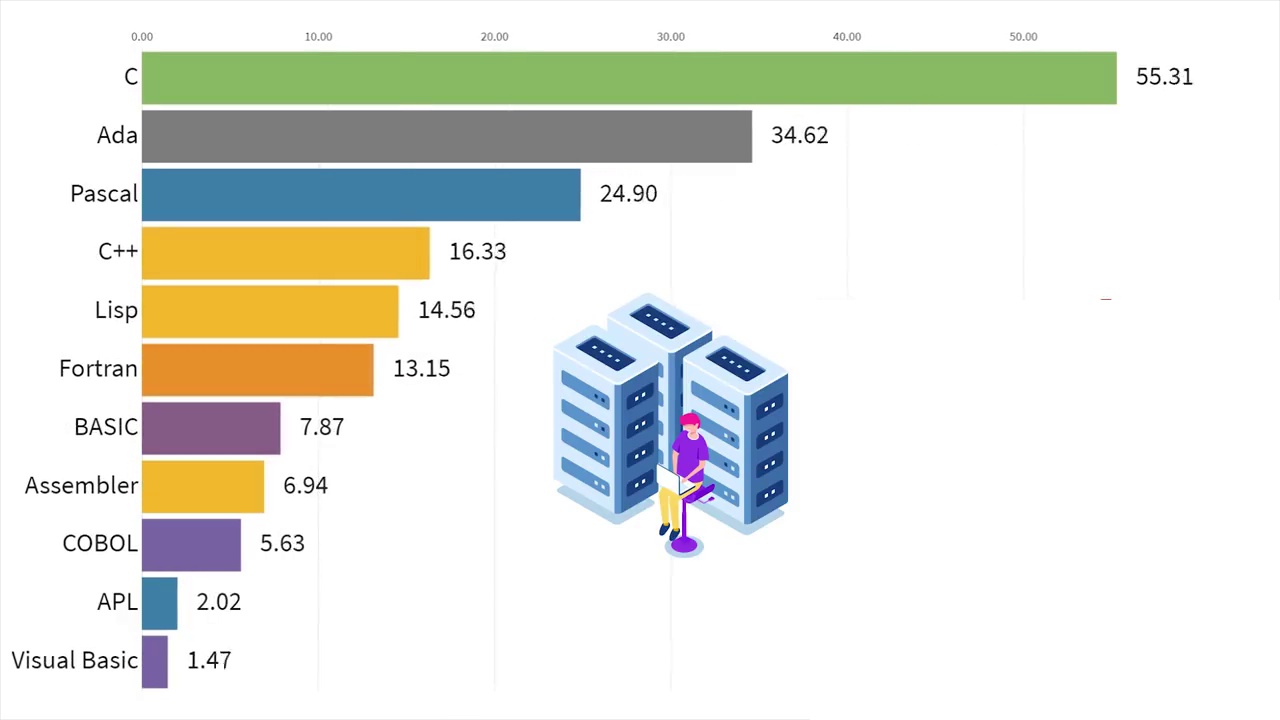 0.00 10.00 20.00 30.00 40.00 50.00
C 55.31
Ada 34.62
Pascal 24.90
C++ 16.33
Lisp 14.56
Fortran 13.15
BASIC 7.87
Assembler 6.94
COBOL 5.63
APL 2.02
Visual Basic 1.47